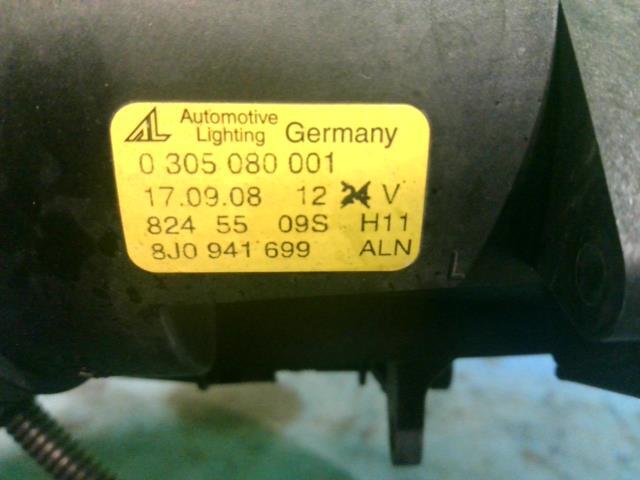 AL Automotive Lighting Germany
0 305 080 001
17.09.08 12 24 V
824 55 09S H11
8J0 941 699 ALN
L